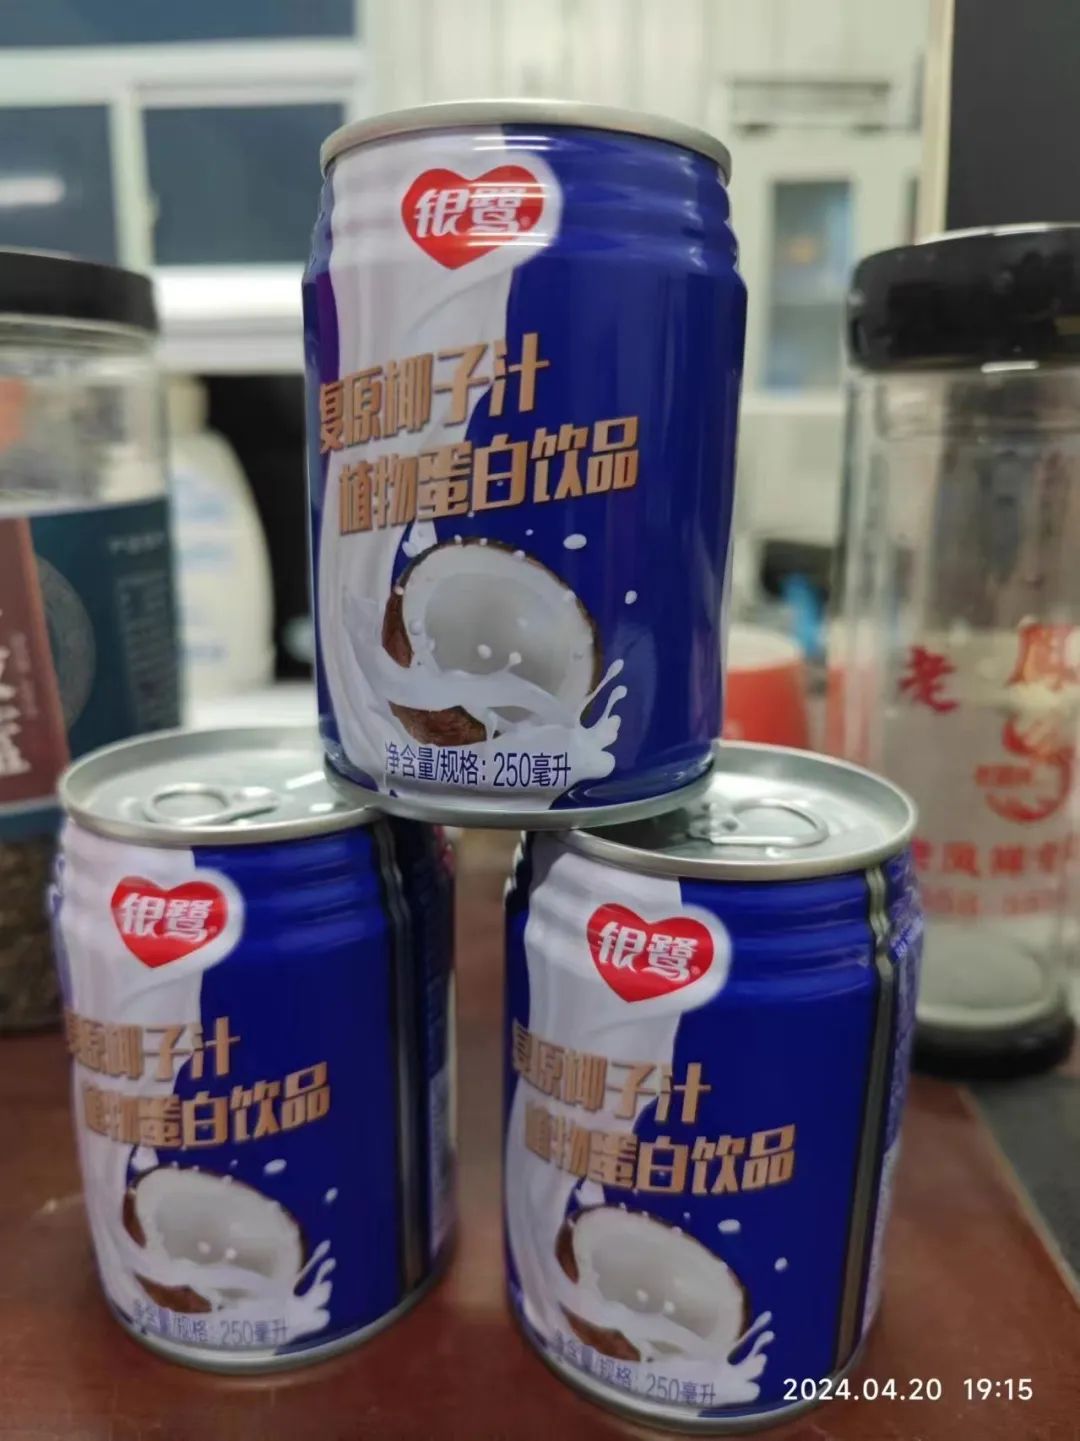 银鹭
复原椰子汁
植物蛋白饮品
净含量/规格：250毫升
银鹭
复原椰子汁
植物蛋白饮品
净含量/规格：250毫升
银鹭
复原椰子汁
植物蛋白饮品
净含量/规格：250毫升
老 凤
2024.04.20 19:15